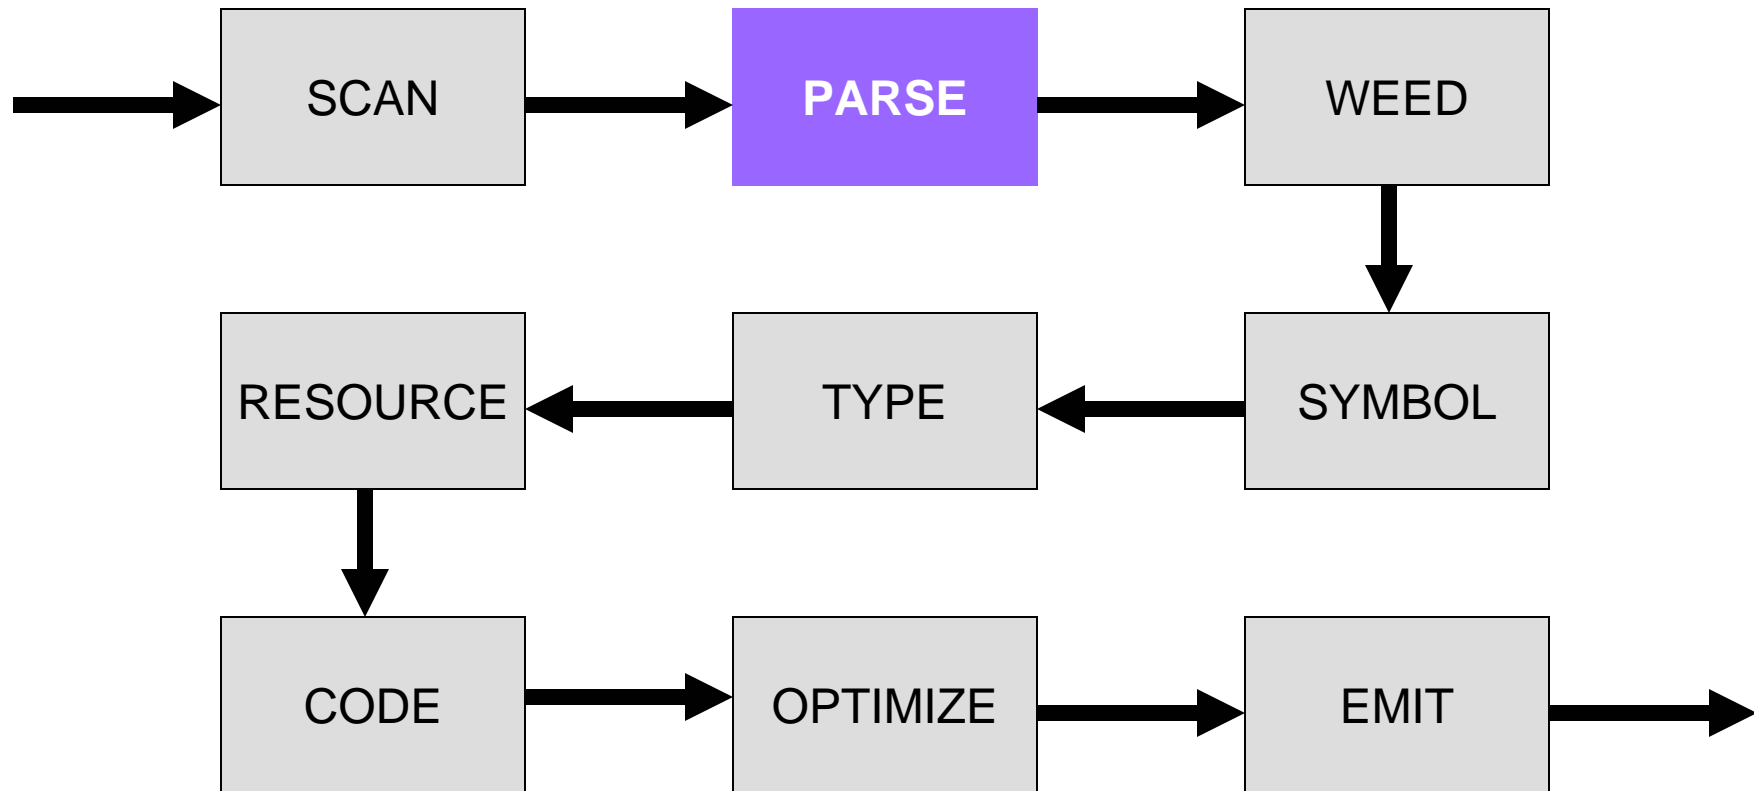 SCAN
PARSE
WEED
RESOURCE
TYPE
SYMBOL
CODE
OPTIMIZE
EMIT